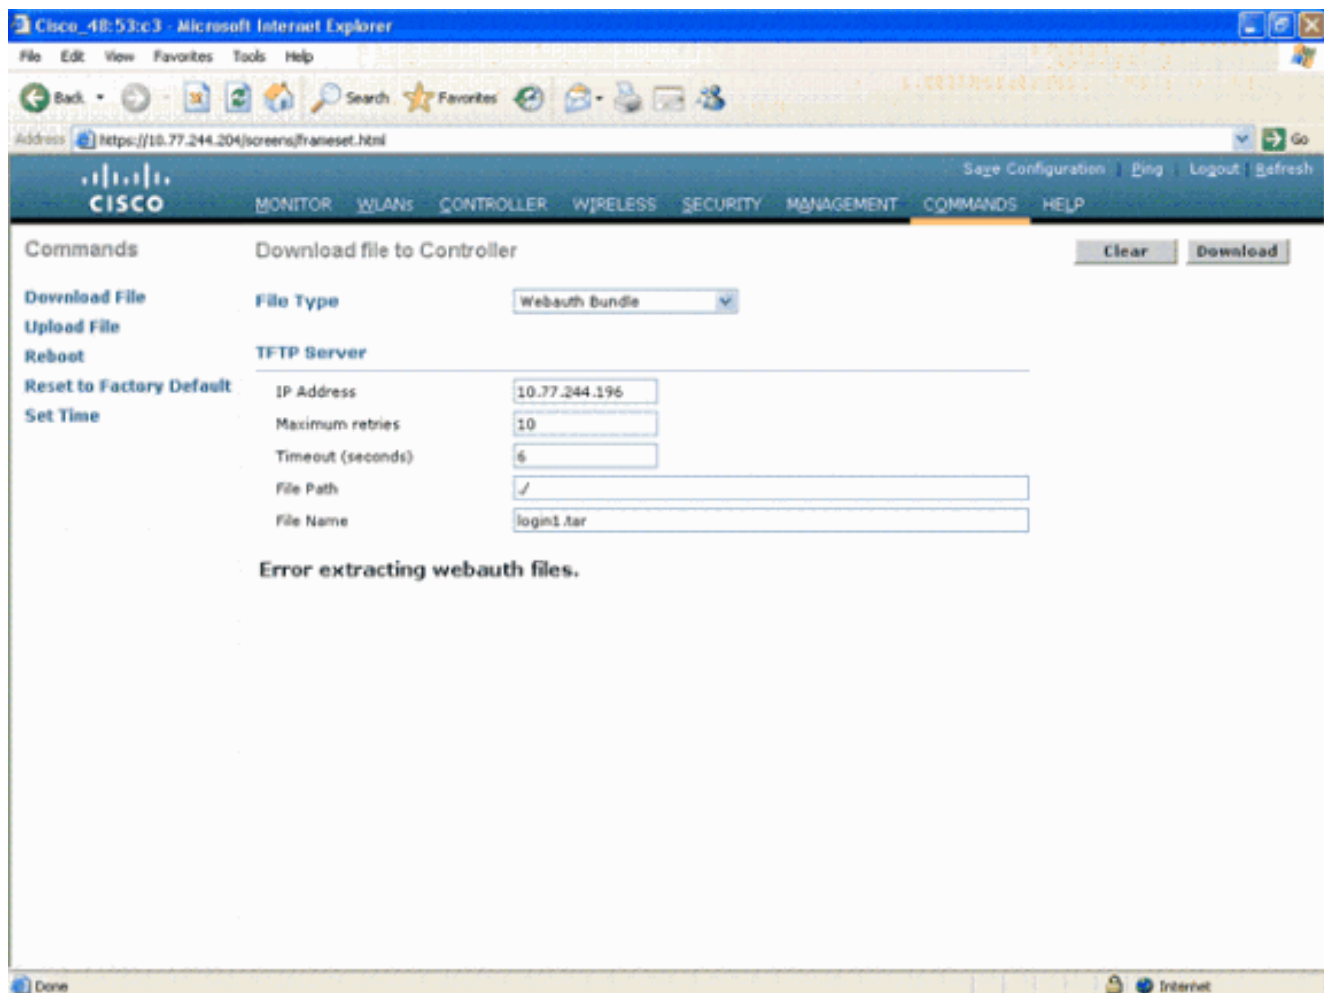 Cisco_48:53:c3 - Microsoft Internet Explorer
File Edit View Favorites Tools Help
Back Search Favorites
Address https://10.77.244.204/screens/frameset.html Go
Save Configuration | Ping | Logout | Refresh
CISCO MONITOR WLANs CONTROLLER WIRELESS SECURITY MANAGEMENT COMMANDS HELP
Commands
Download File
Upload File
Reboot
Reset to Factory Default
Set Time
Download file to Controller
Clear Download
File Type Webauth Bundle
TFTP Server
IP Address 10.77.244.196
Maximum retries 10
Timeout (seconds) 6
File Path ./
File Name login1.tar
Error extracting webauth files.
Done Internet